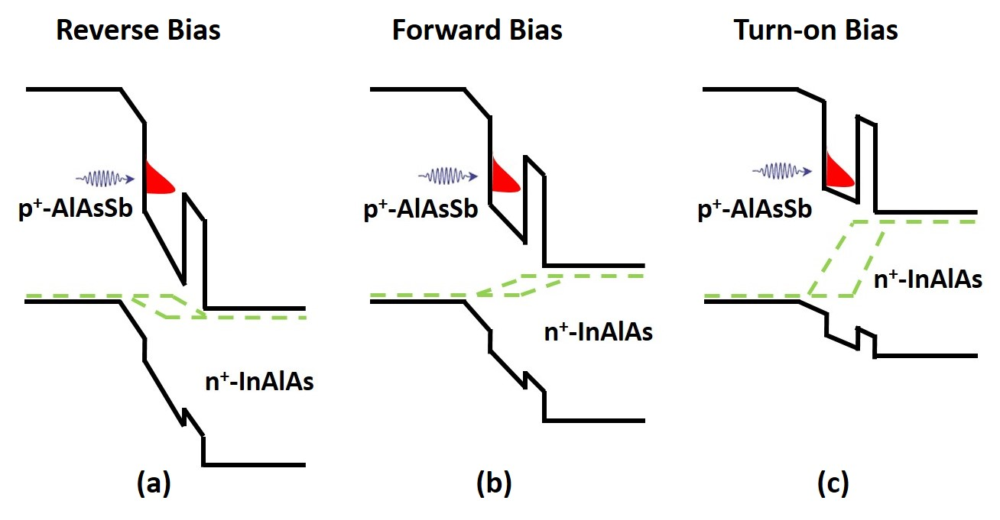 Reverse Bias
Forward Bias
Turn-on Bias
p⁺-AlAsSb
p⁺-AlAsSb
p⁺-AlAsSb
n⁺-InAlAs
n⁺-InAlAs
n⁺-InAlAs
(a)
(b)
(c)